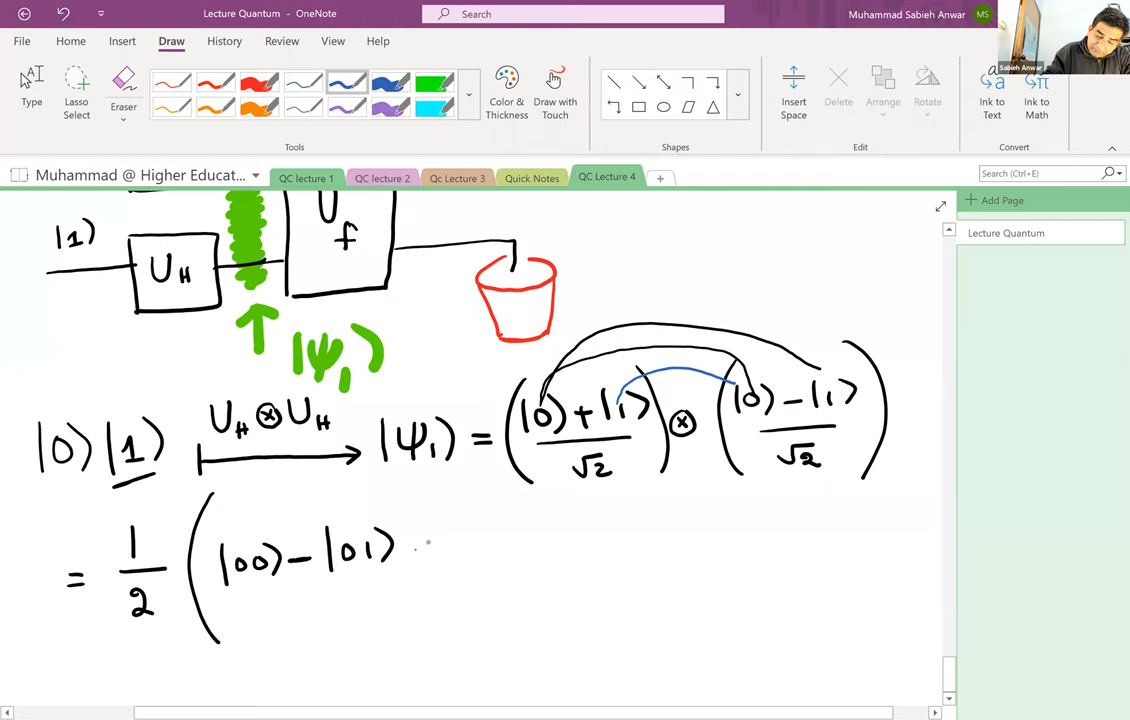 Lecture Quantum - OneNote
Search
Muhammad Sabieh Anwar
MS
File Home Insert Draw History Review View Help
Sabieh Anwar
Type
Lasso Select
Eraser
Color & Thickness
Draw with Touch
Insert Space
Delete
Arrange
Rotate
Ink to Text
Ink to Math
Tools
Shapes
Edit
Convert
Muhammad @ Higher Educat...
QC lecture 1
QC lecture 2
Qc Lecture 3
Quick Notes
QC Lecture 4
Search (Ctrl+E)
Add Page
Lecture Quantum
|1⟩
U_H
U_f
|ψ₁⟩
|0⟩|1⟩ U_H ⊗ U_H ⟼ |ψ₁⟩ = (|0⟩ + |1⟩ / √2) ⊗ (|0⟩ − |1⟩ / √2)
= 1/2 (|00⟩ − |01⟩